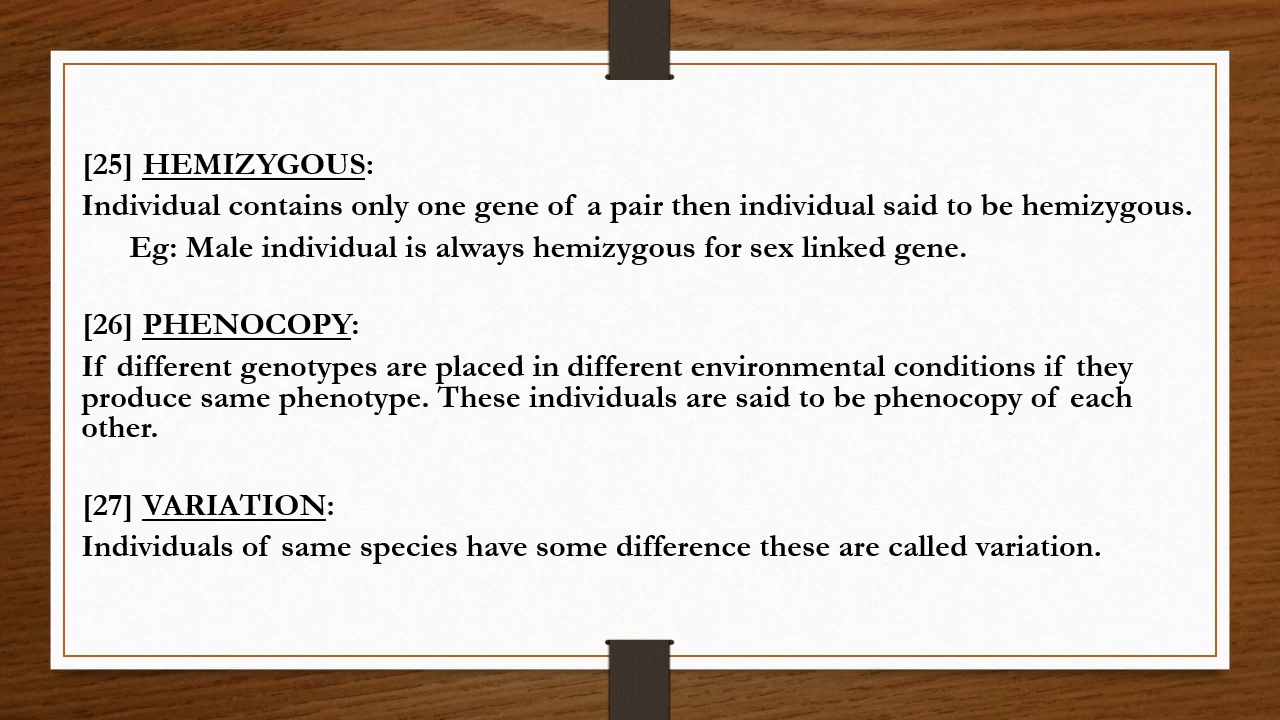 [25] HEMIZYGOUS:
Individual contains only one gene of a pair then individual said to be hemizygous.
Eg: Male individual is always hemizygous for sex linked gene.
[26] PHENOCOPY:
If different genotypes are placed in different environmental conditions if they
produce same phenotype. These individuals are said to be phenocopy of each
other.
[27] VARIATION:
Individuals of same species have some difference these are called variation.